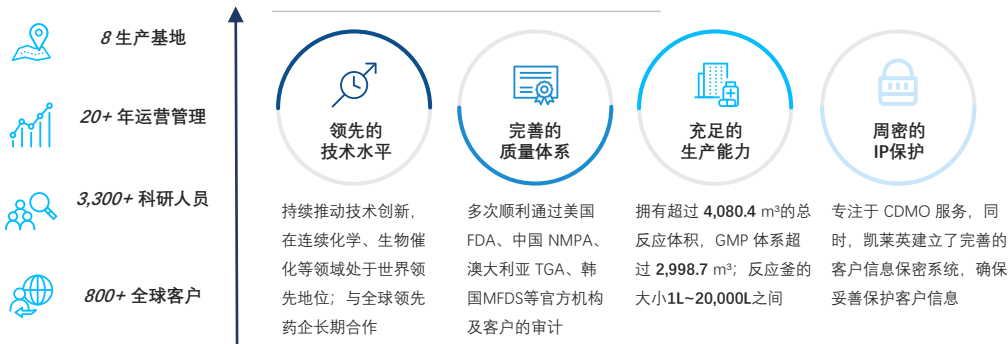 8 生产基地
20+ 年运营管理
3,300+ 科研人员
800+ 全球客户
领先的
技术水平
持续推动技术创新，
在连续化学、生物催
化等领域处于世界领
先地位；与全球领先
药企长期合作
完善的
质量体系
多次顺利通过美国
FDA、中国 NMPA、
澳大利亚 TGA、韩
国MFDS等官方机构
及客户的审计
充足的
生产能力
拥有超过 4,080.4 m³的总
反应体积，GMP 体系超
过 2,998.7 m³；反应釜的
大小1L~20,000L之间
周密的
IP保护
专注于 CDMO 服务，同
时，凯莱英建立了完善的
客户信息保密系统，确保
妥善保护客户信息